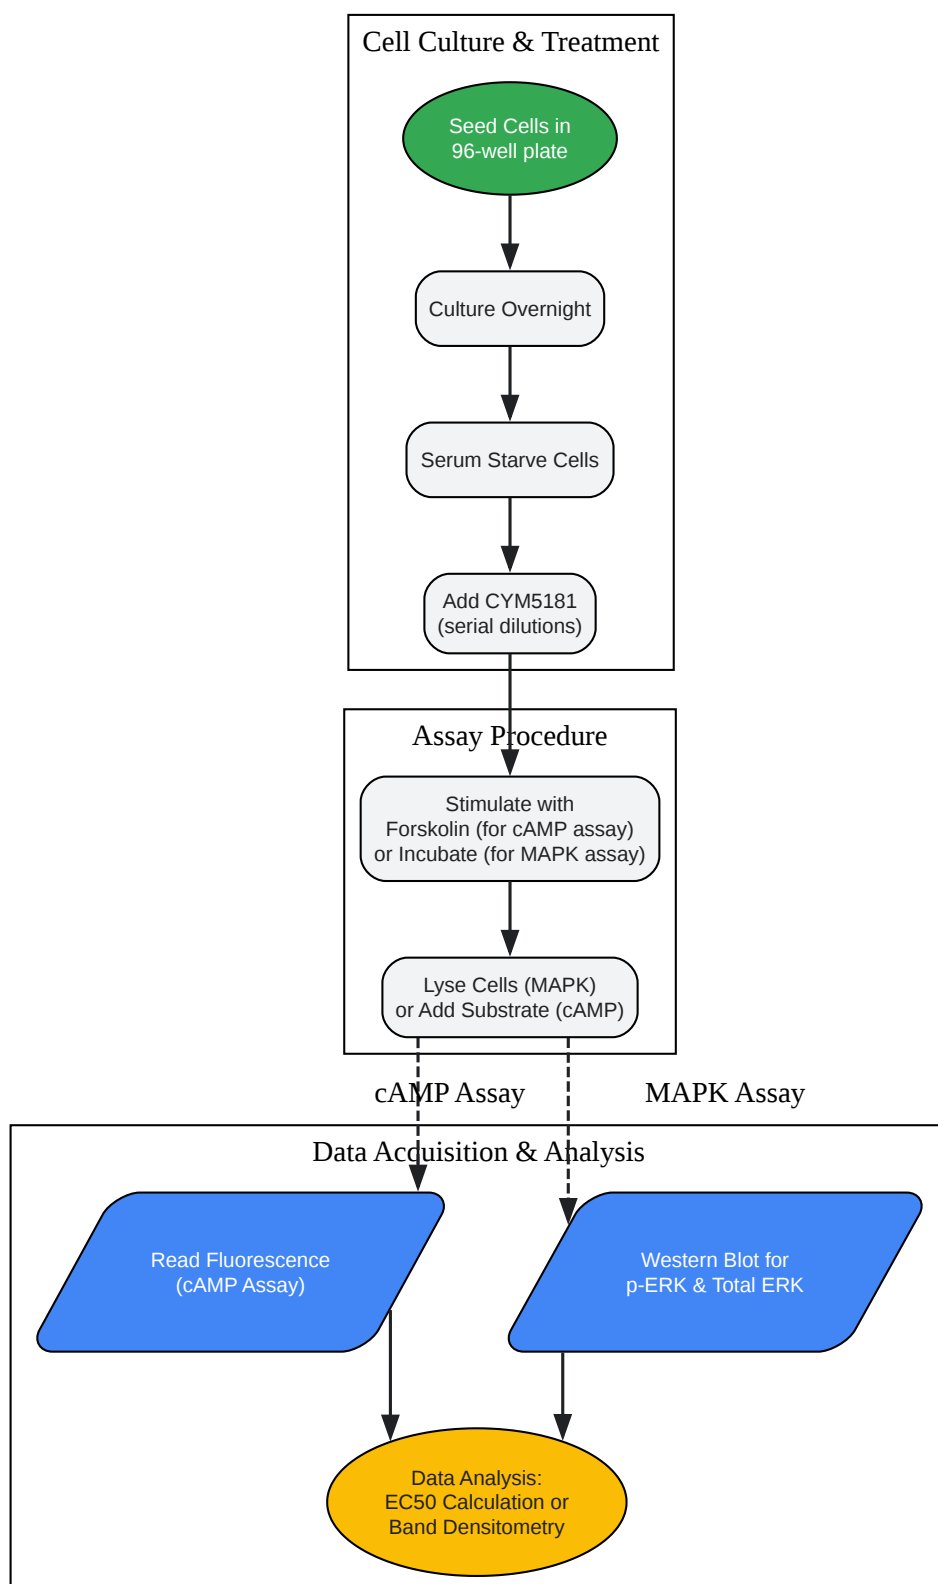 Cell Culture & Treatment
Seed Cells in
96-well plate
Culture Overnight
Serum Starve Cells
Add CYM5181
(serial dilutions)
Assay Procedure
Stimulate with
Forskolin (for cAMP assay)
or Incubate (for MAPK assay)
Lyse Cells (MAPK)
or Add Substrate (cAMP)
cAMP Assay
MAPK Assay
Data Acquisition & Analysis
Read Fluorescence
(cAMP Assay)
Western Blot for
p-ERK & Total ERK
Data Analysis:
EC50 Calculation or
Band Densitometry